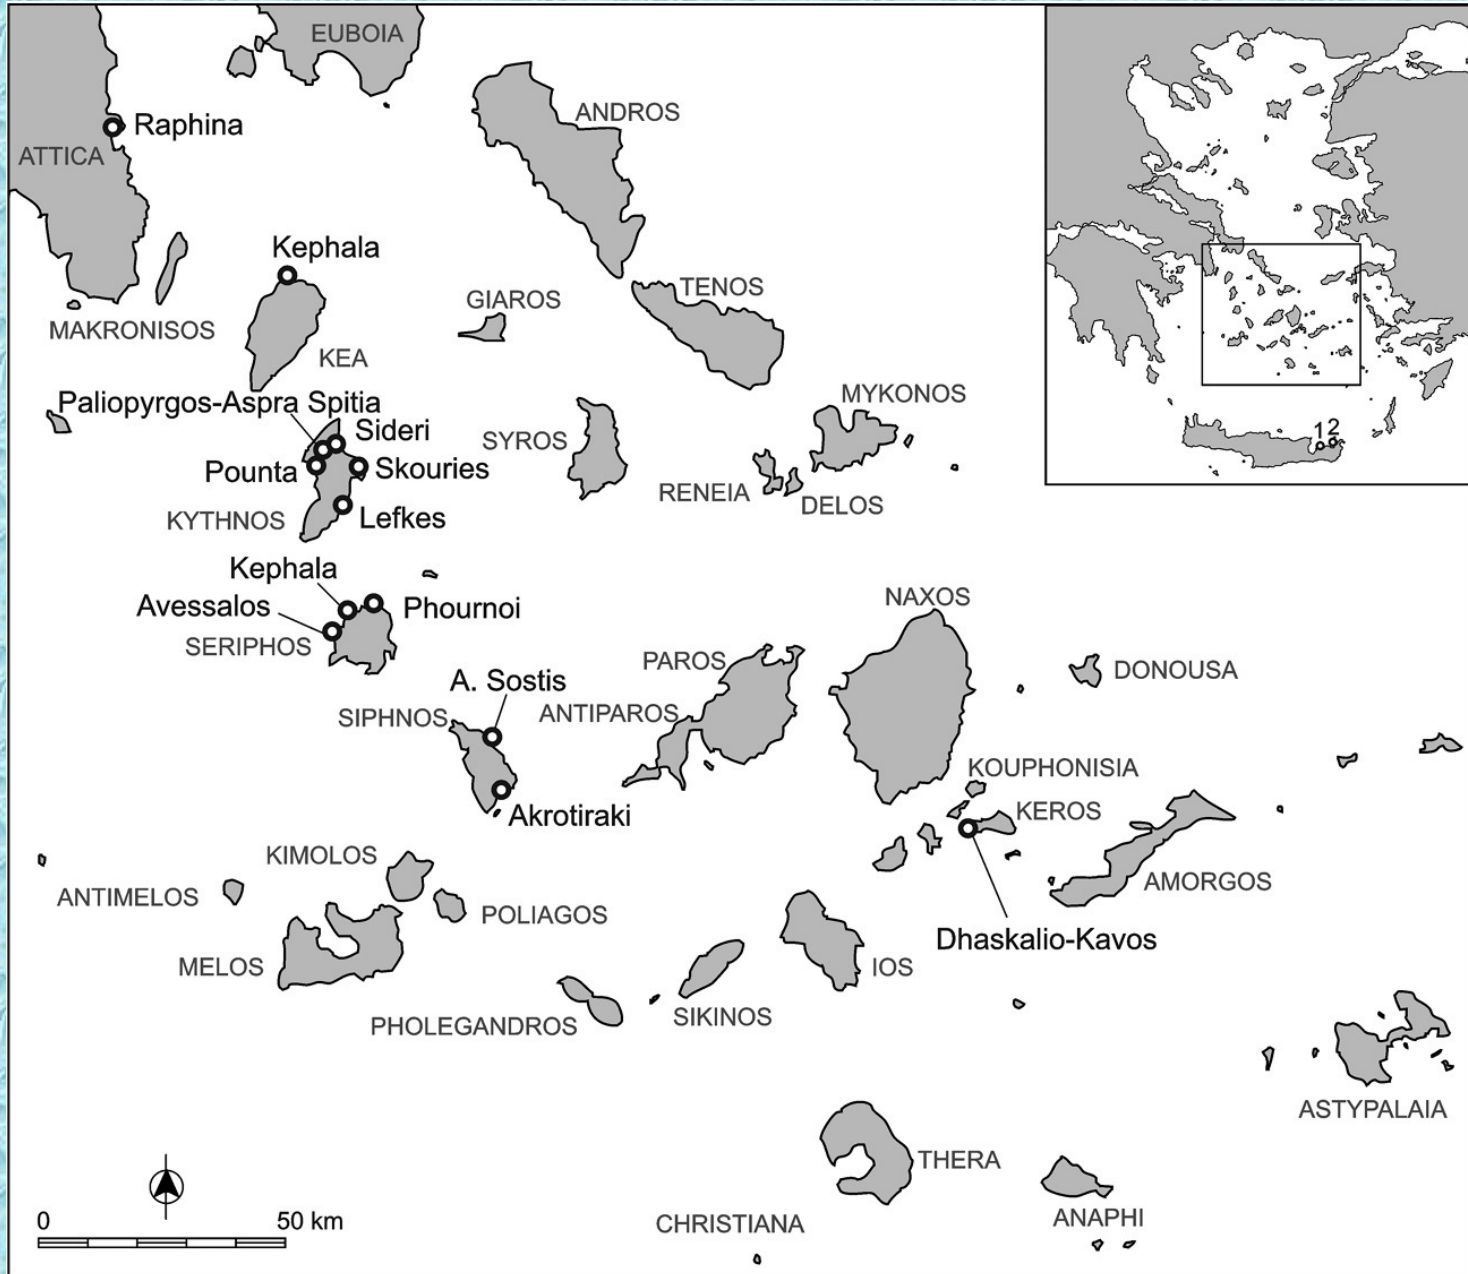 EUBOIA
ANDROS
Raphina
ATTICA
Kephala
TENOS
GIAROS
MAKRONISOS
KEA
MYKONOS
Paliopyrgos-Aspra Spitia
Sideri
12
SYROS
Pounta
Skouries
RENEIA
DELOS
KYTHNOS
Lefkes
Kephala
NAXOS
Avessalos
Phournoi
SERIPHOS
PAROS
DONOUSA
A. Sostis
SIPHNOS
ANTIPAROS
KOUPHONISIA
KEROS
Akrotiraki
KIMOLOS
AMORGOS
ANTIMELOS
POLIAGOS
Dhaskalio-Kavos
MELOS
IOS
SIKINOS
PHOLEGANDROS
ASTYPALAIA
THERA
ANAPHI
CHRISTIANA
0 50 km